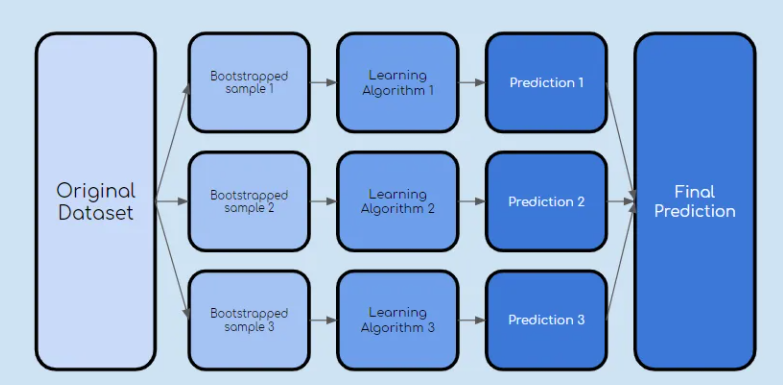 Original
Dataset
Bootstrapped
sample 1
Learning
Algorithm 1
Prediction 1
Bootstrapped
sample 2
Learning
Algorithm 2
Prediction 2
Bootstrapped
sample 3
Learning
Algorithm 3
Prediction 3
Final
Prediction